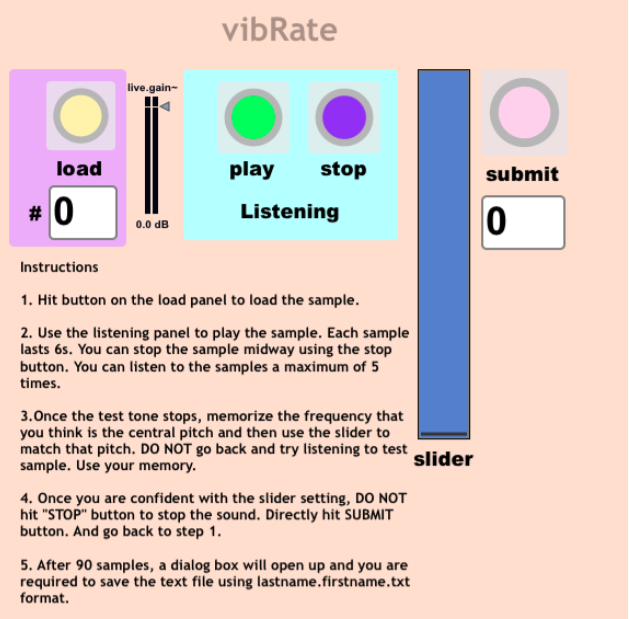 vibRate
live.gain~
load
play
stop
submit
# 0
0.0 dB
Listening
0
Instructions
1. Hit button on the load panel to load the sample.
2. Use the listening panel to play the sample. Each sample
lasts 6s. You can stop the sample midway using the stop
button. You can listen to the samples a maximum of 5
times.
3.Once the test tone stops, memorize the frequency that
you think is the central pitch and then use the slider to
match that pitch. DO NOT go back and try listening to test
sample. Use your memory.
slider
4. Once you are confident with the slider setting, DO NOT
hit "STOP" button to stop the sound. Directly hit SUBMIT
button. And go back to step 1.
5. After 90 samples, a dialog box will open up and you are
required to save the text file using lastname.firstname.txt
format.